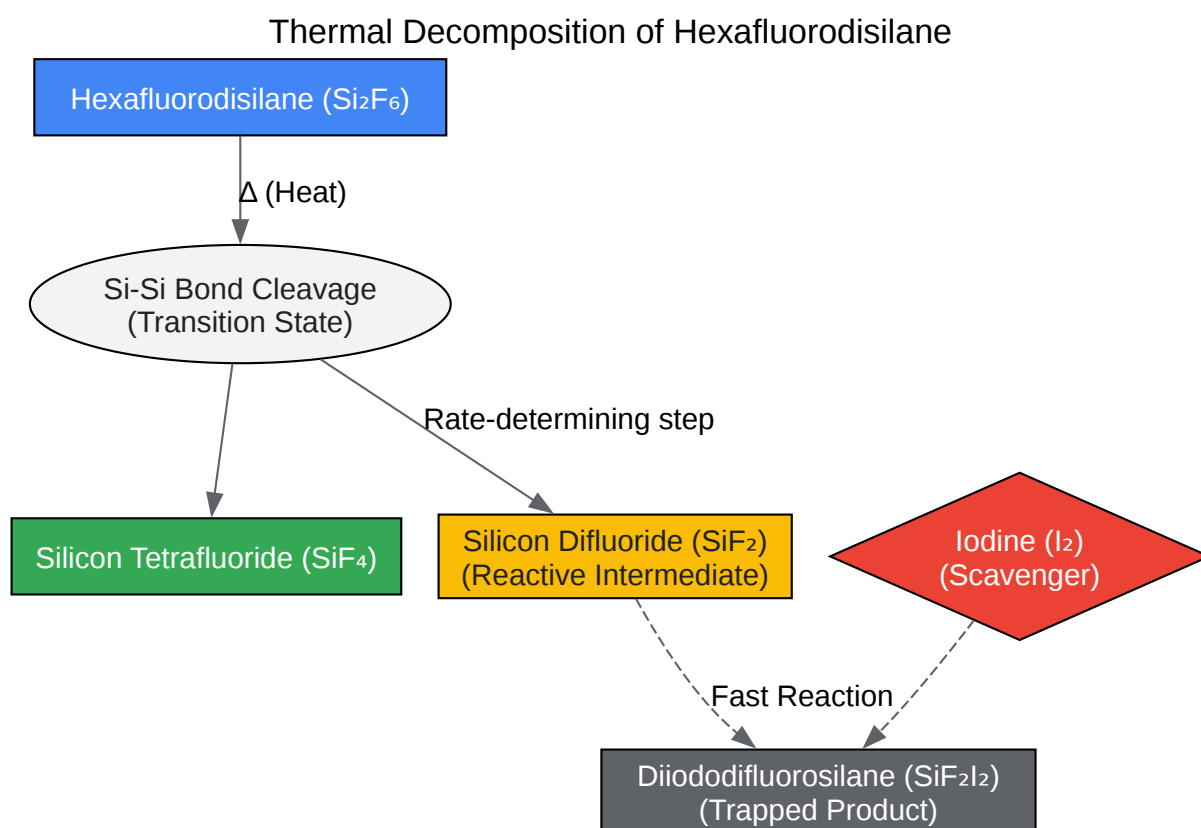 Thermal Decomposition of Hexafluorodisilane
Hexafluorodisilane (Si₂F₆)
Δ (Heat)
Si-Si Bond Cleavage
(Transition State)
Rate-determining step
Silicon Tetrafluoride (SiF₄)
Silicon Difluoride (SiF₂)
(Reactive Intermediate)
Iodine (I₂)
(Scavenger)
Fast Reaction
Diiododifluorosilane (SiF₂I₂)
(Trapped Product)